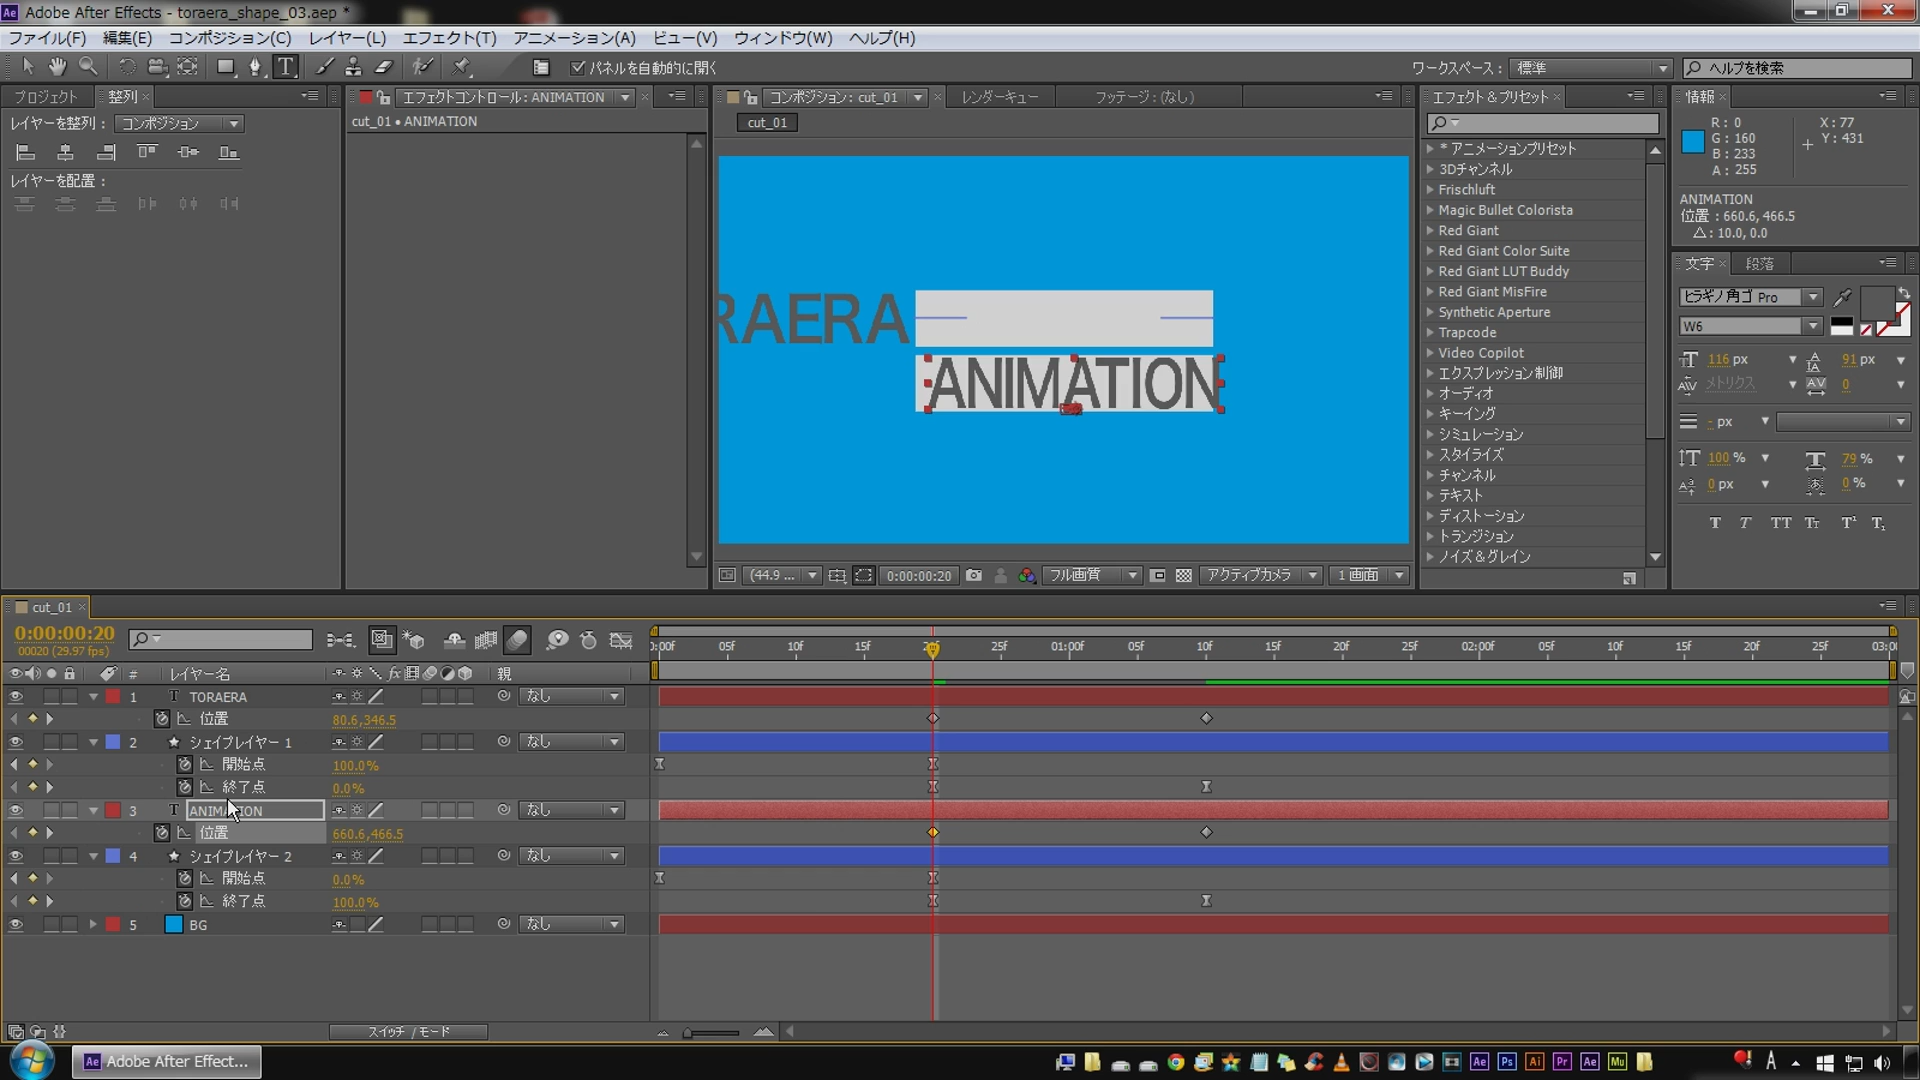 Ae Adobe After Effects - toraera_shape_03.aep *
ファイル(F) 編集(E) コンポジション(C) レイヤー(L) エフェクト(T) アニメーション(A) ビュー(V) ウィンドウ(W) ヘルプ(H)
パネルを自動的に開く ワークスペース: 標準 ヘルプを検索
プロジェクト 整列
レイヤーを整列: コンポジション
レイヤーを配置:
エフェクトコントロール: ANIMATION
cut_01 • ANIMATION
コンポジション: cut_01 レンダーキュー フッテージ: (なし)
cut_01
RAERA
ANIMATION
(44.9 ... 0:00:00:20 フル画質 アクティブカメラ 1 画面
エフェクト＆プリセット
* アニメーションプリセット
3Dチャンネル
Frischluft
Magic Bullet Colorista
Red Giant
Red Giant Color Suite
Red Giant LUT Buddy
Red Giant MisFire
Synthetic Aperture
Trapcode
Video Copilot
エクスプレッション制御
オーディオ
キーイング
シミュレーション
スタイライズ
チャンネル
テキスト
ディストーション
トランジション
ノイズ＆グレイン
情報
R: 0 X: 77
G: 160 Y: 431
B: 233
A: 255
ANIMATION
位置: 660.6, 466.5
△: 10.0, 0.0
文字 段落
ヒラギノ角ゴ Pro
W6
116 px 91 px
メトリクス 0
- px
100 % 79 %
0 px 0 %
T T TT Tt T¹ T₁
cut_01
0:00:00:20
00020 (29.97 fps)
0:00f 05f 10f 15f 25f 01:00f 05f 10f 15f 20f 25f 02:00f 05f 10f 15f 20f 25f 03:0
# レイヤー名 fx 親
1 T TORAERA なし
位置 80.6,346.5
2 シェイプレイヤー 1 なし
開始点 100.0%
終了点 0.0%
3 T ANIMATION なし
位置 660.6,466.5
4 シェイプレイヤー 2 なし
開始点 0.0%
終了点 100.0%
5 BG なし
スイッチ / モード
Ae Adobe After Effect... Ae Ps Ai Pr Ae Mu A